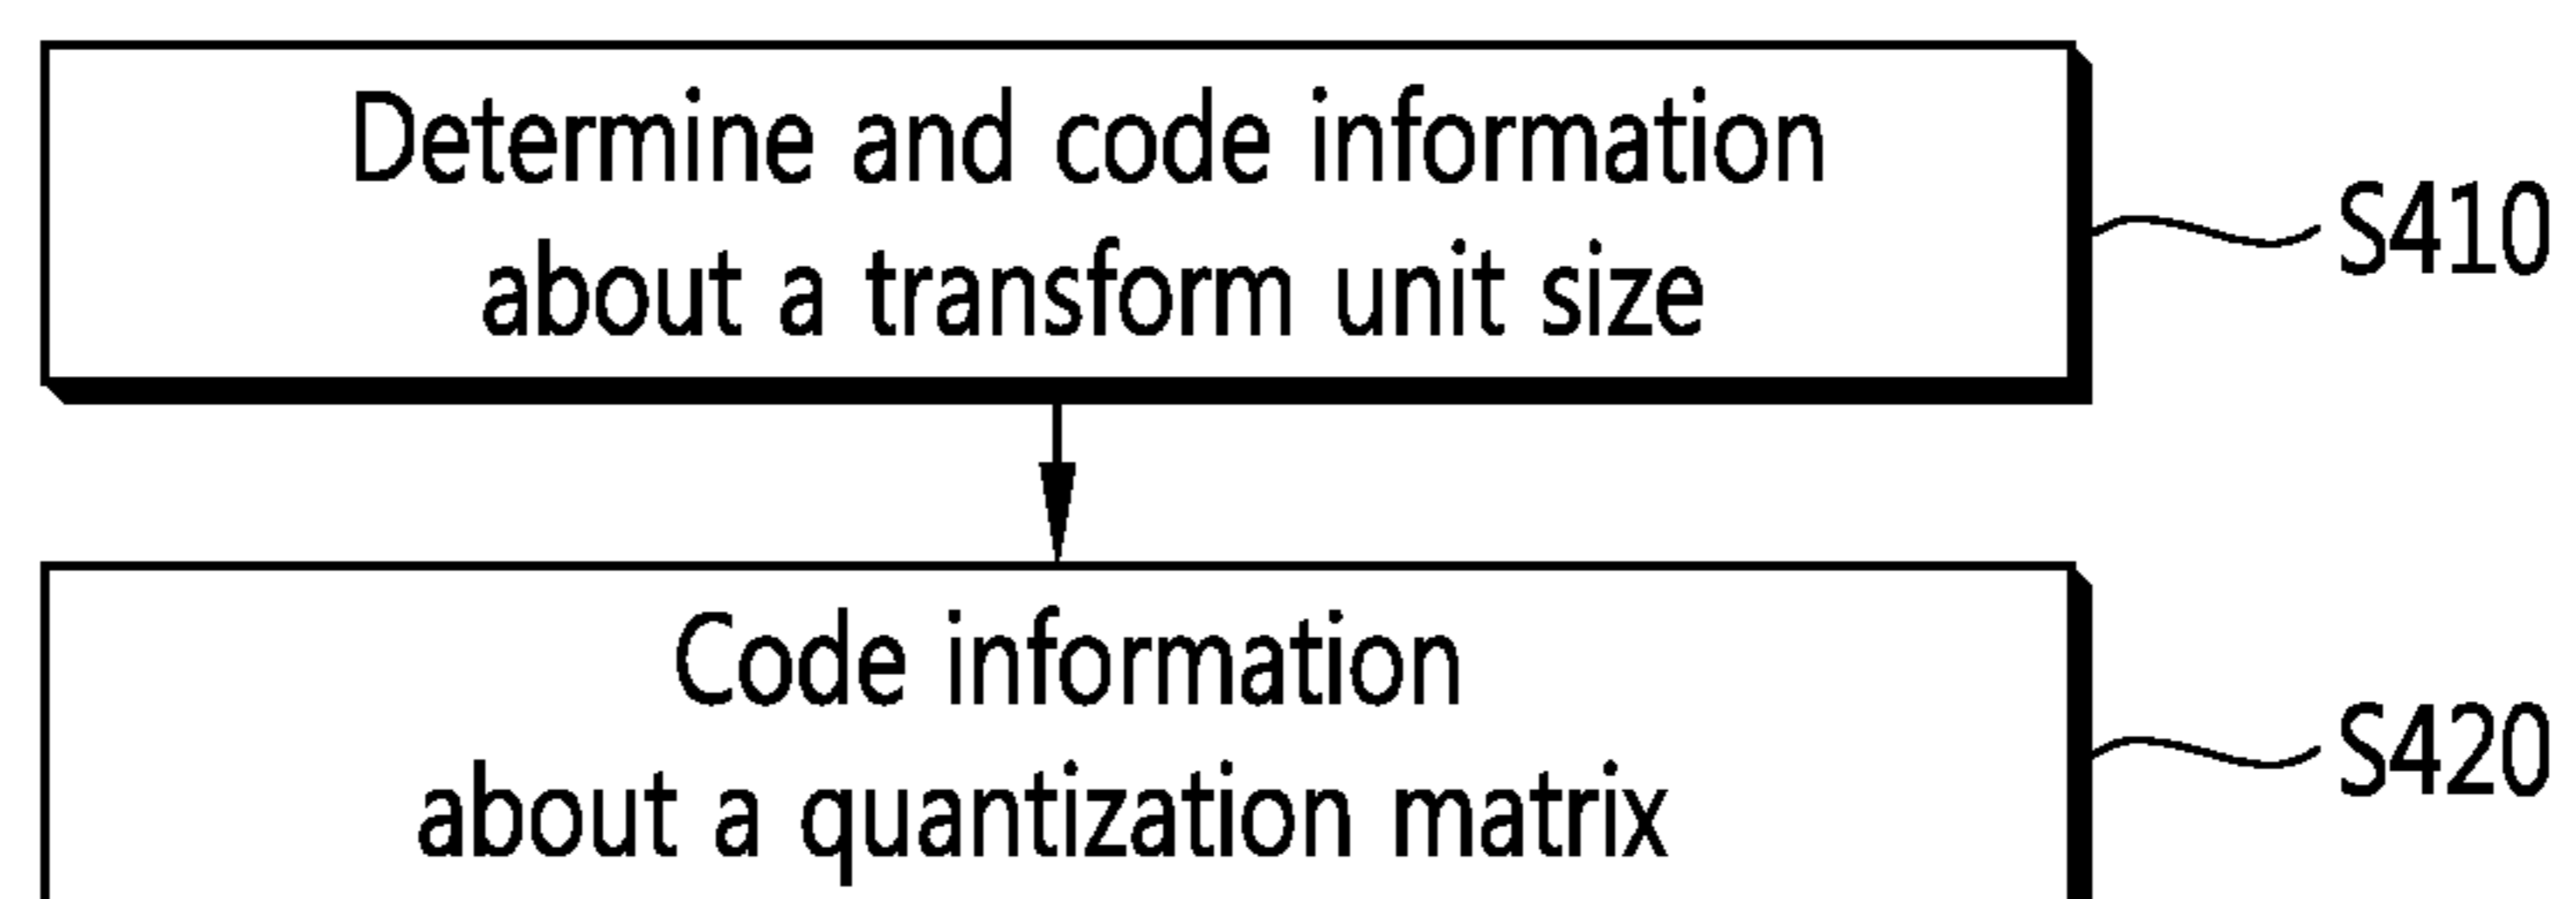 Determine and code information
about a transform unit size
S410
Code information
about a quantization matrix
S420